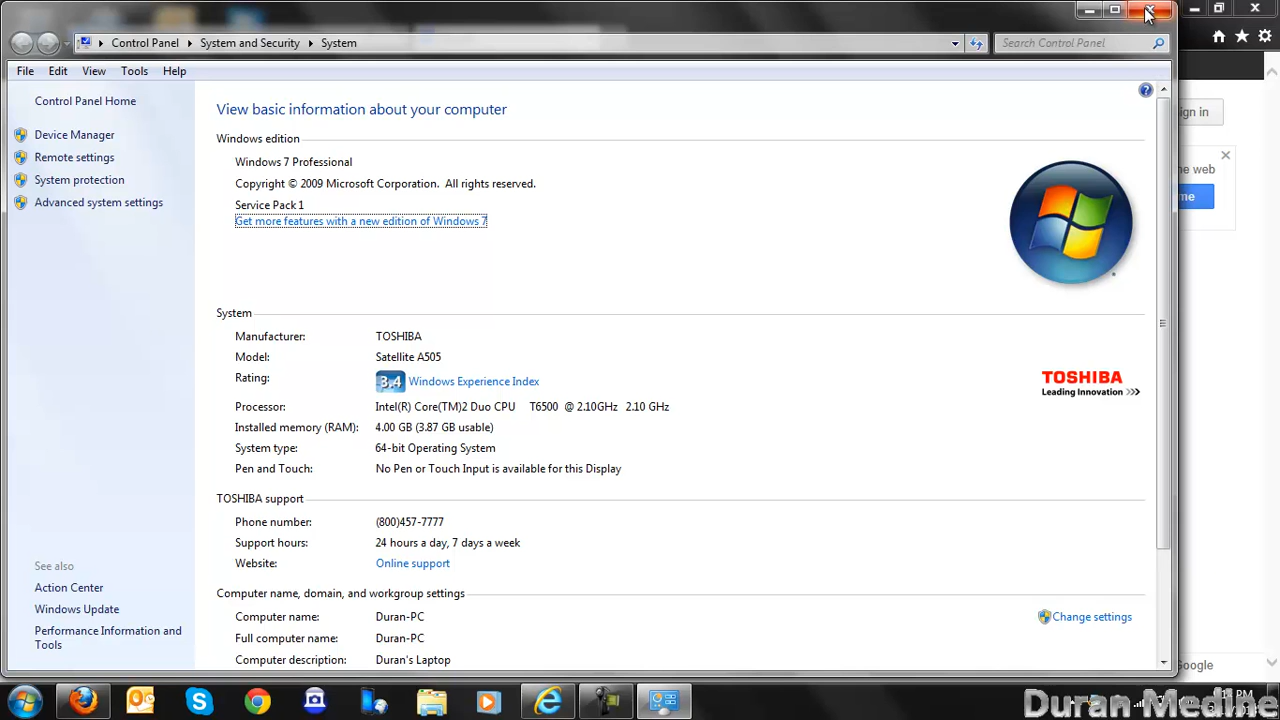 Control Panel System and Security System
Search Control Panel
File Edit View Tools Help
Control Panel Home
Device Manager
Remote settings
System protection
Advanced system settings
See also
Action Center
Windows Update
Performance Information and
Tools
View basic information about your computer
Windows edition
Windows 7 Professional
Copyright © 2009 Microsoft Corporation. All rights reserved.
Service Pack 1
Get more features with a new edition of Windows 7
System
Manufacturer: TOSHIBA
Model: Satellite A505
Rating: 3.4 Windows Experience Index
Processor: Intel(R) Core(TM)2 Duo CPU T6500 @ 2.10GHz 2.10 GHz
Installed memory (RAM): 4.00 GB (3.87 GB usable)
System type: 64-bit Operating System
Pen and Touch: No Pen or Touch Input is available for this Display
TOSHIBA
Leading Innovation >>>
TOSHIBA support
Phone number: (800)457-7777
Support hours: 24 hours a day, 7 days a week
Website: Online support
Computer name, domain, and workgroup settings
Computer name: Duran-PC
Change settings
Full computer name: Duran-PC
Computer description: Duran's Laptop
gn in
he web
me
Google
Duran Medine